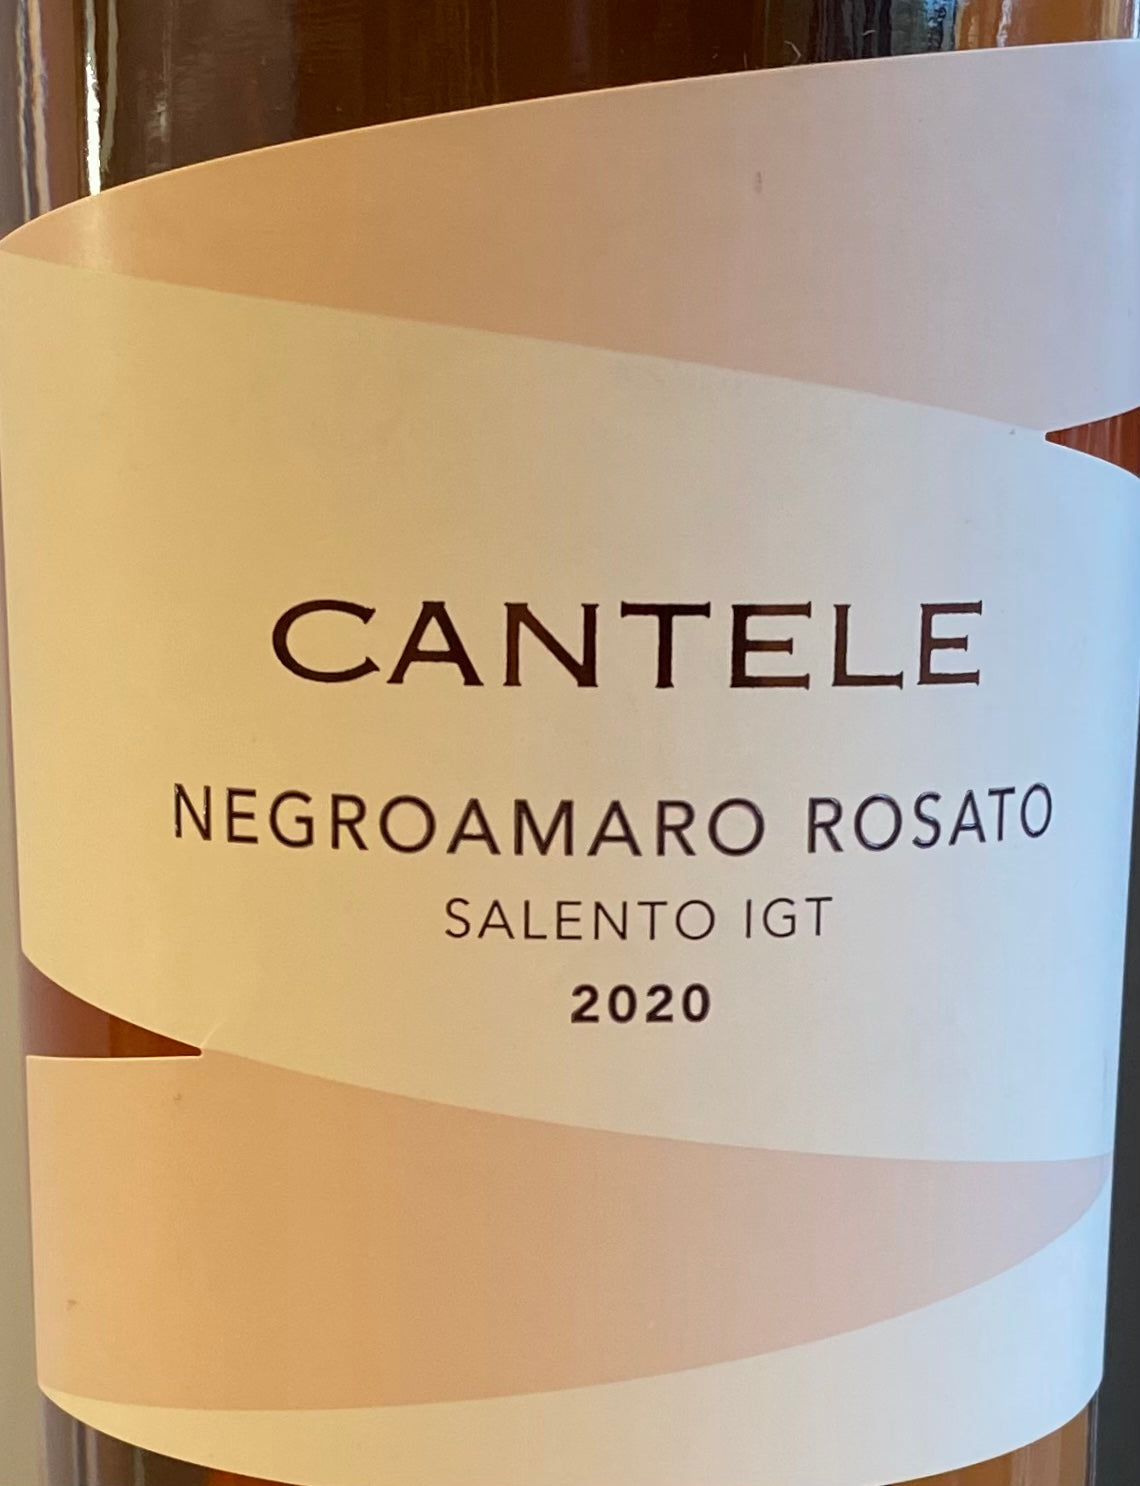 CANTELE
NEGROAMARO ROSATO
SALENTO IGT
2020